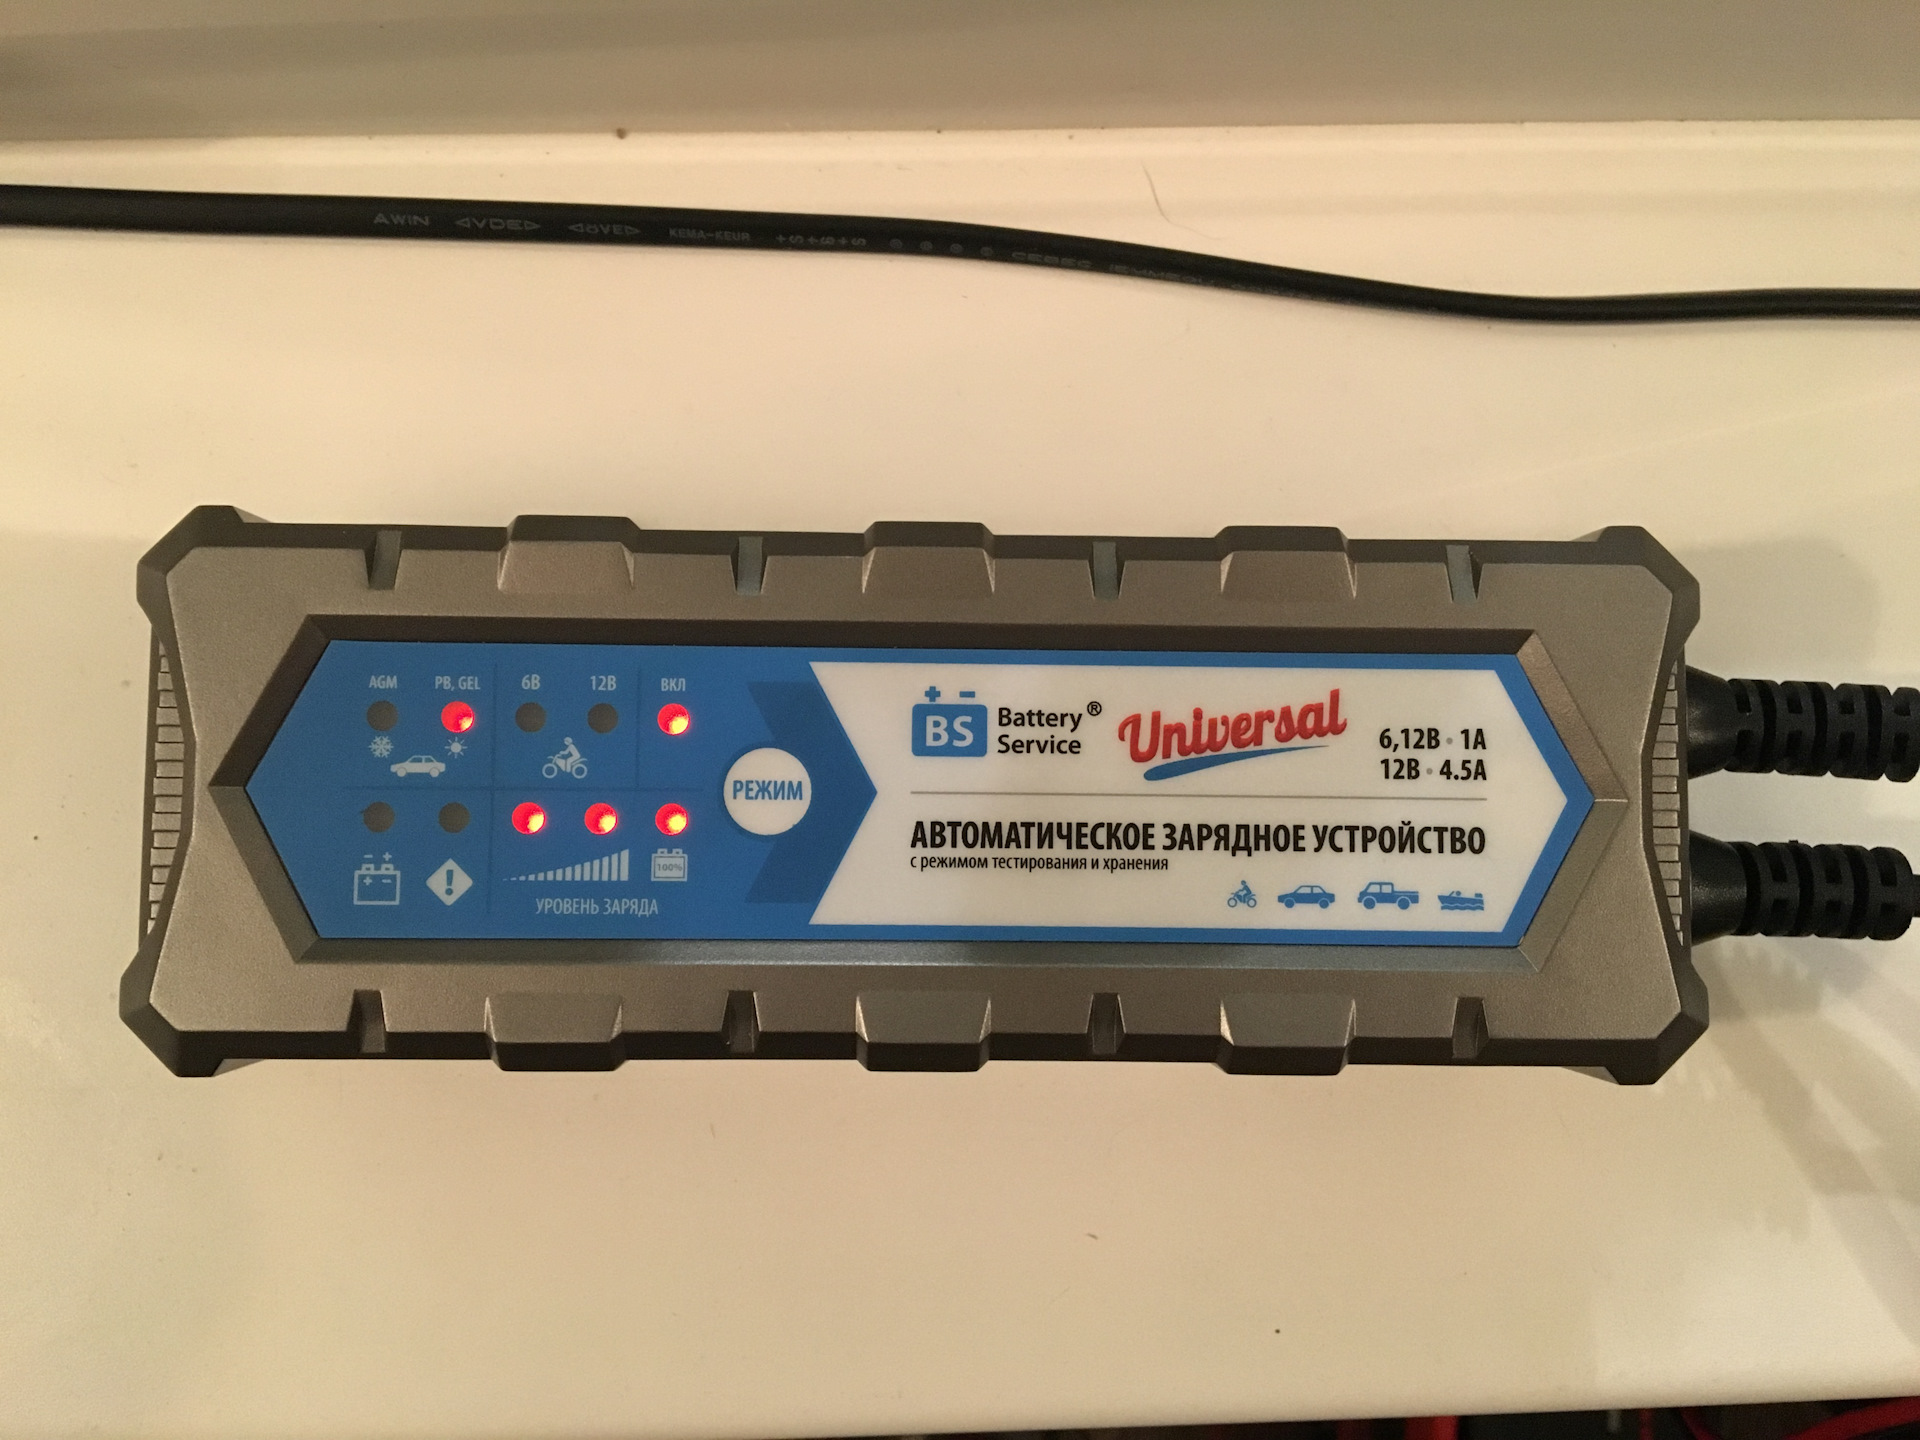 AWIN VDE OVE KEMA-KEUR +S+S+S
AGM PB, GEL 6В 12В ВКЛ
РЕЖИМ
100%
УРОВЕНЬ ЗАРЯДА
BS Battery® Service
Universal
6,12В • 1А
12В • 4.5А
АВТОМАТИЧЕСКОЕ ЗАРЯДНОЕ УСТРОЙСТВО
с режимом тестирования и хранения